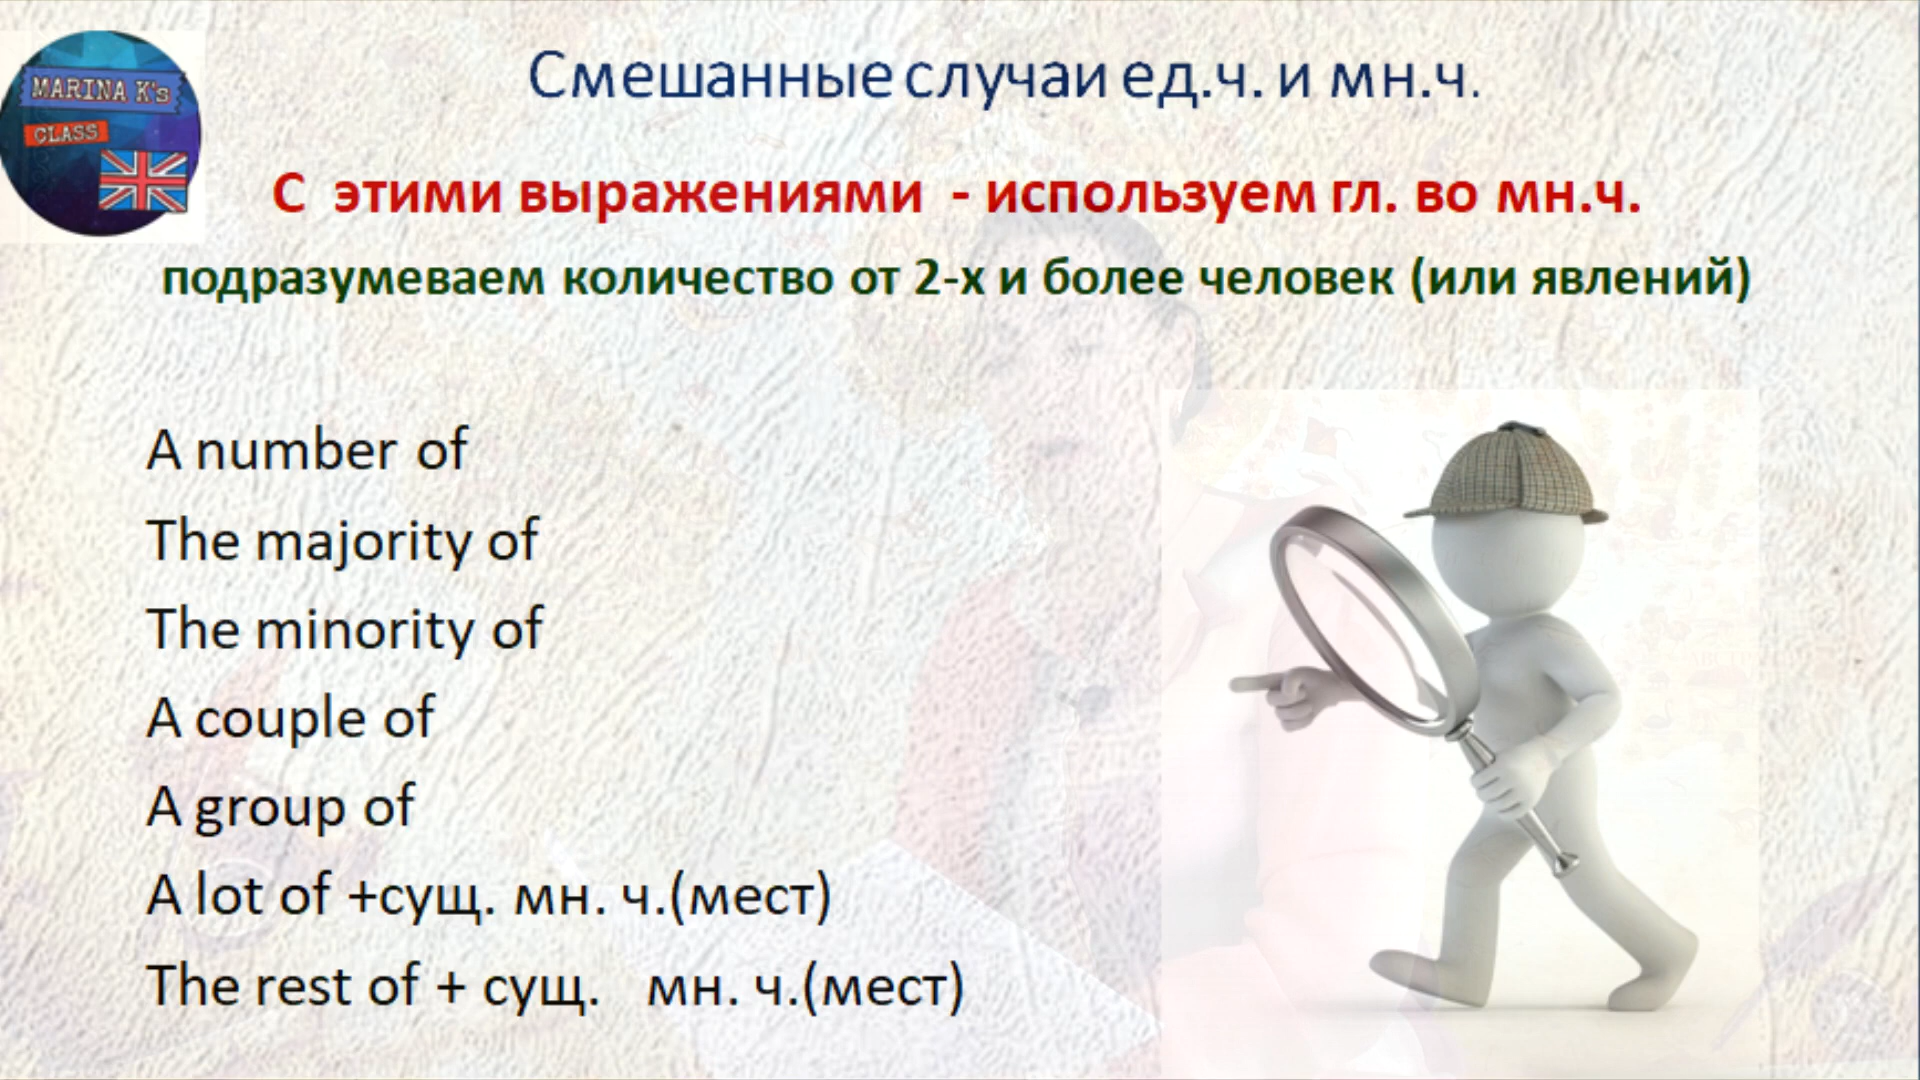 MARINA K's
CLASS
Смешанные случаи ед.ч. и мн.ч.
С этими выражениями - используем гл. во мн.ч.
подразумеваем количество от 2-х и более человек (или явлений)
A number of
The majority of
The minority of
A couple of
A group of
A lot of +сущ. мн. ч.(мест)
The rest of + сущ. мн. ч.(мест)